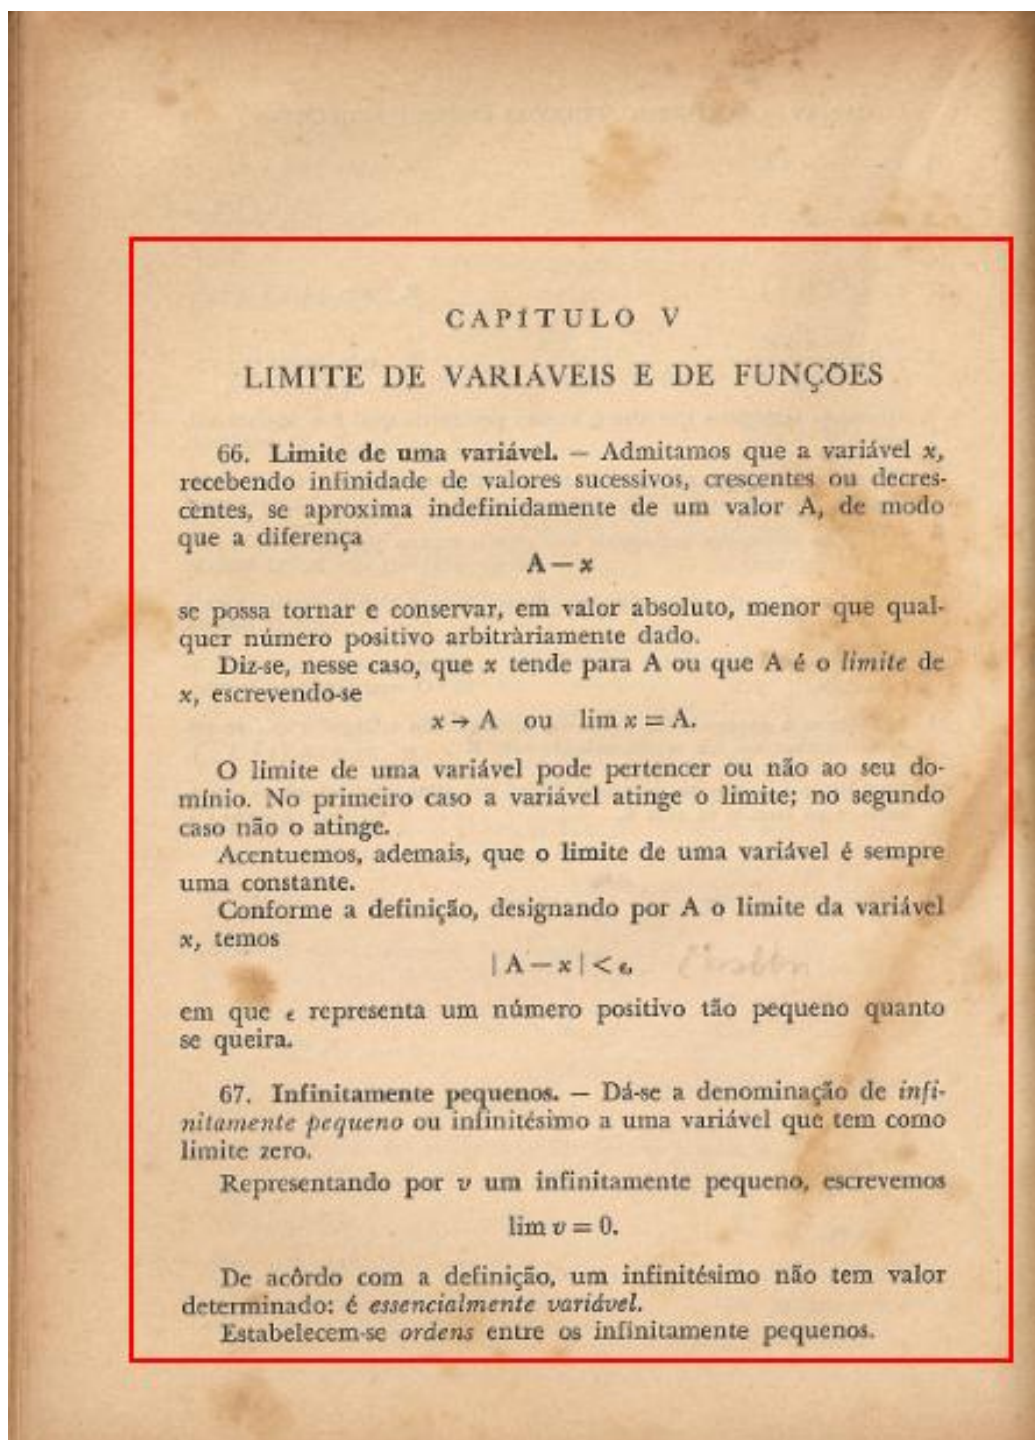 CAPÍTULO V
LIMITE DE VARIÁVEIS E DE FUNÇÕES
66. Limite de uma variável. — Admitamos que a variável x,
recebendo infinidade de valores sucessivos, crescentes ou decres-
centes, se aproxima indefinidamente de um valor A, de modo
que a diferença
A — x
se possa tornar e conservar, em valor absoluto, menor que qual-
quer número positivo arbitràriamente dado.
Diz-se, nesse caso, que x tende para A ou que A é o limite de
x, escrevendo-se
x → A ou lim x = A.
O limite de uma variável pode pertencer ou não ao seu do-
mínio. No primeiro caso a variável atinge o limite; no segundo
caso não o atinge.
Acentuemos, ademais, que o limite de uma variável é sempre
uma constante.
Conforme a definição, designando por A o limite da variável
x, temos
| A — x | < ϵ,
em que ϵ representa um número positivo tão pequeno quanto
se queira.
67. Infinitamente pequenos. — Dá-se a denominação de infi-
nitamente pequeno ou infinitésimo a uma variável que tem como
limite zero.
Representando por v um infinitamente pequeno, escrevemos
lim v = 0.
De acôrdo com a definição, um infinitésimo não tem valor
determinado: é essencialmente variável.
Estabelecem-se ordens entre os infinitamente pequenos.